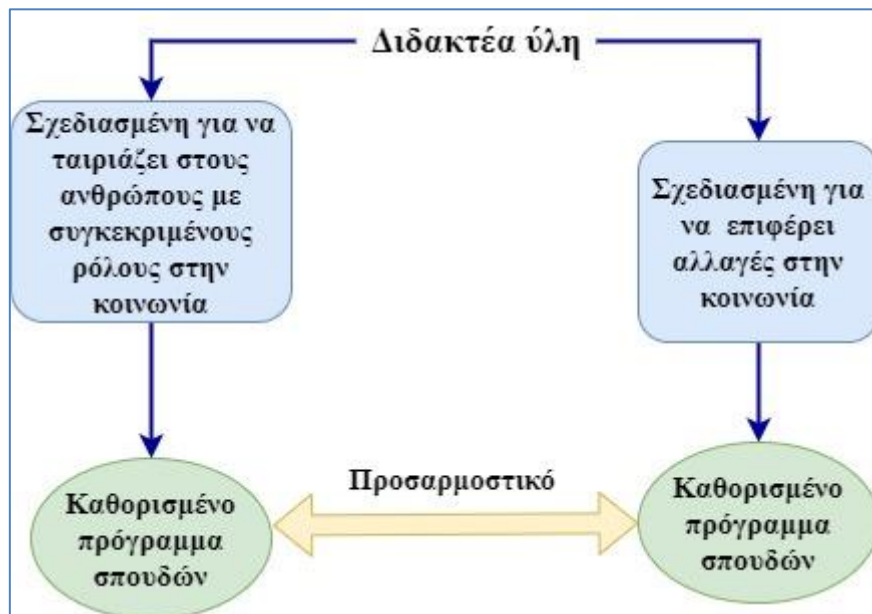 Διδακτέα ύλη
Σχεδιασμένη για να
ταιριάζει στους
ανθρώπους με
συγκεκριμένους
ρόλους στην
κοινωνία
Σχεδιασμένη για
να επιφέρει
αλλαγές στην
κοινωνία
Καθορισμένο
πρόγραμμα
σπουδών
Προσαρμοστικό
Καθορισμένο
πρόγραμμα
σπουδών